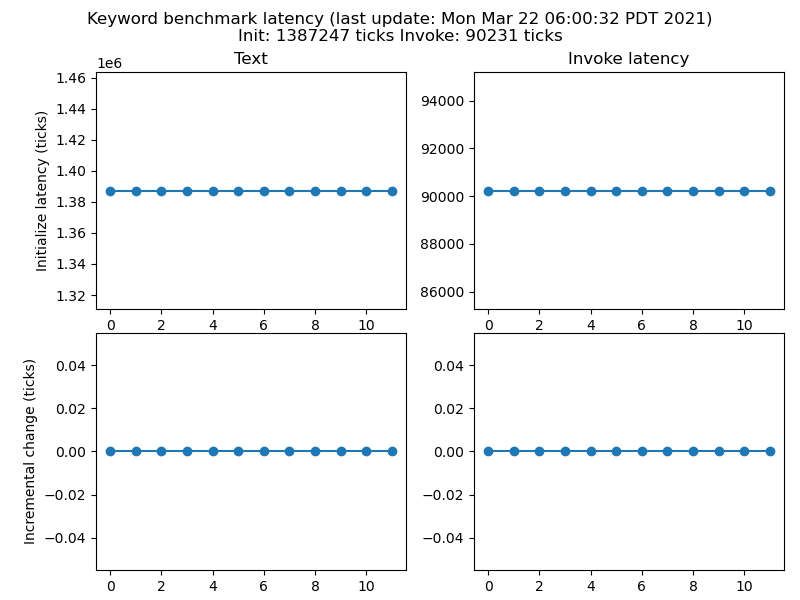 Keyword benchmark latency (last update: Mon Mar 22 06:00:32 PDT 2021)
Init: 1387247 ticks Invoke: 90231 ticks
Text
1e6
Initialize latency (ticks)
1.46
1.44
1.42
1.40
1.38
1.36
1.34
1.32
0 2 4 6 8 10
Invoke latency
94000
92000
90000
88000
86000
0 2 4 6 8 10
Incremental change (ticks)
0.04
0.02
0.00
−0.02
−0.04
0 2 4 6 8 10
0.04
0.02
0.00
−0.02
−0.04
0 2 4 6 8 10